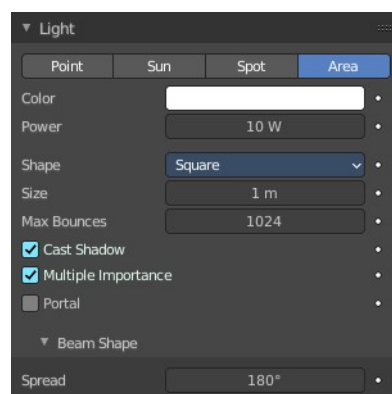 Light
Point Sun Spot Area
Color
Power 10 W
Shape Square
Size 1 m
Max Bounces 1024
Cast Shadow
Multiple Importance
Portal
Beam Shape
Spread 180°